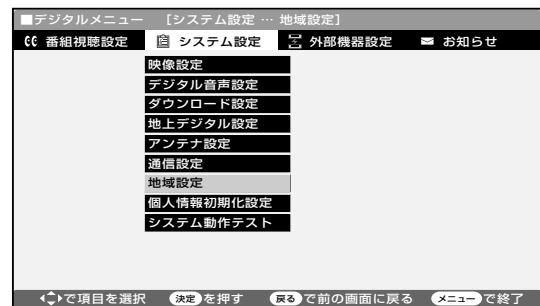 ■デジタルメニュー [システム設定 … 地域設定]
番組視聴設定 システム設定 外部機器設定 お知らせ
映像設定
デジタル音声設定
ダウンロード設定
地上デジタル設定
アンテナ設定
通信設定
地域設定
個人情報初期化設定
システム動作テスト
で項目を選択 決定を押す 戻るで前の画面に戻る メニューで終了